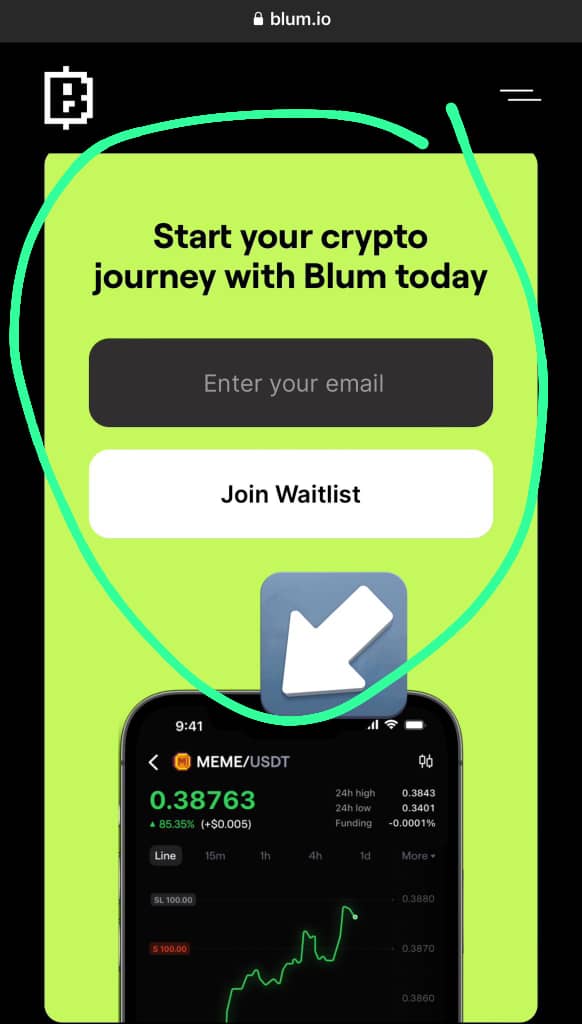 blum.io
Start your crypto
journey with Blum today
Enter your email
Join Waitlist
9:41
MEME/USDT
0.38763
85.35% (+$0.005)
24h high 0.3843
24h low 0.3401
Funding -0.0001%
Line 15m 1h 4h 1d More
SL 100.00
0.3880
S 100.00
0.3870
0.3860